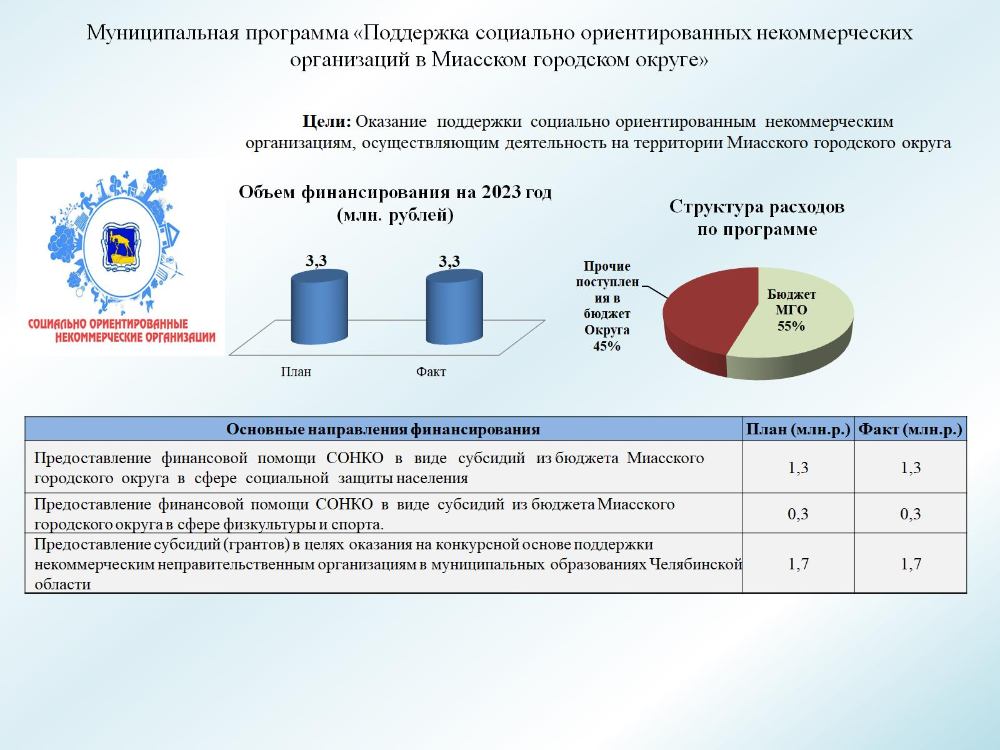 Муниципальная программа «Поддержка социально ориентированных некоммерческих
организаций в Миасском городском округе»
Цели: Оказание поддержки социально ориентированным некоммерческим
организациям, осуществляющим деятельность на территории Миасского городского округа
СОЦИАЛЬНО ОРИЕНТИРОВАННЫЕ
НЕКОММЕРЧЕСКИЕ ОРГАНИЗАЦИИ
Объем финансирования на 2023 год
(млн. рублей)
3,3
3,3
План
Факт
Структура расходов
по программе
Прочие
поступлен
ия в
бюджет
Округа
45%
Бюджет
МГО
55%
Основные направления финансирования План (млн.р.) Факт (млн.р.)
Предоставление финансовой помощи СОНКО в виде субсидий из бюджета Миасского
городского округа в сфере социальной защиты населения
1,3 1,3
Предоставление финансовой помощи СОНКО в виде субсидий из бюджета Миасского
городского округа в сфере физкультуры и спорта.
0,3 0,3
Предоставление субсидий (грантов) в целях оказания на конкурсной основе поддержки
некоммерческим неправительственным организациям в муниципальных образованиях Челябинской
области
1,7 1,7